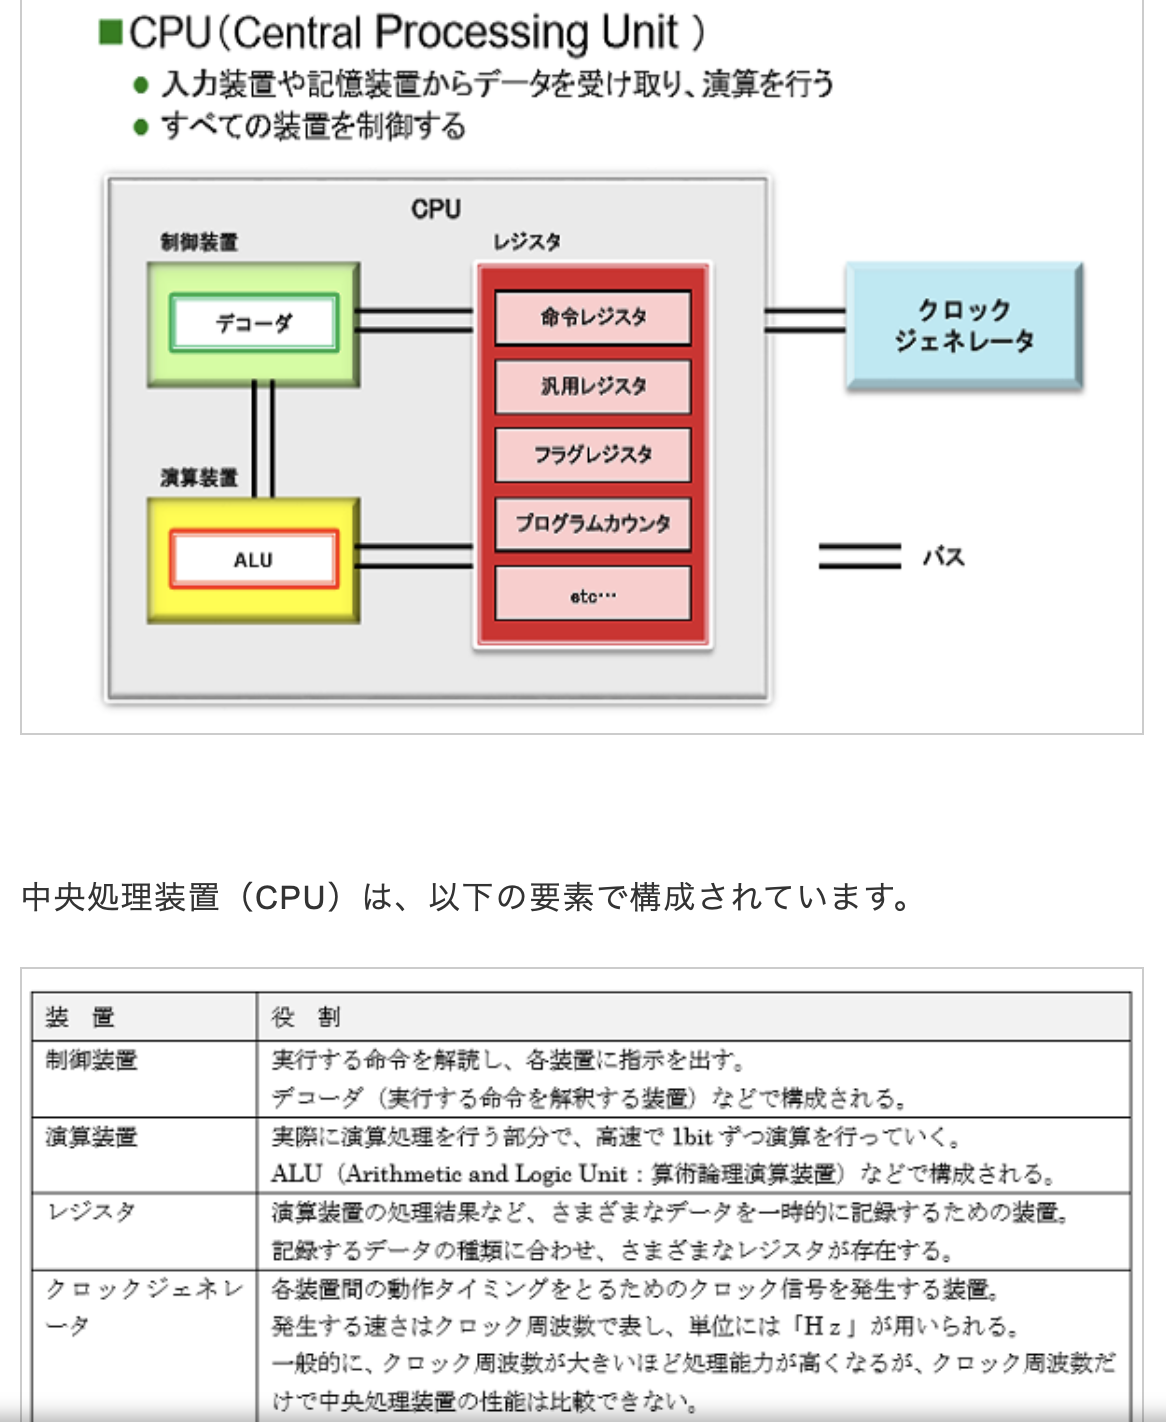 ■CPU（Central Processing Unit ）
● 入力装置や記憶装置からデータを受け取り、演算を行う
● すべての装置を制御する
CPU
制御装置
レジスタ
デコーダ
命令レジスタ
クロック
ジェネレータ
汎用レジスタ
フラグレジスタ
演算装置
プログラムカウンタ
ALU
バス
etc…
中央処理装置（CPU）は、以下の要素で構成されています。
装　置
役　割
制御装置
実行する命令を解読し、各装置に指示を出す。
デコーダ（実行する命令を解釈する装置）などで構成される。
演算装置
実際に演算処理を行う部分で、高速で 1bit ずつ演算を行っていく。
ALU（Arithmetic and Logic Unit：算術論理演算装置）などで構成される。
レジスタ
演算装置の処理結果など、さまざまなデータを一時的に記録するための装置。
記録するデータの種類に合わせ、さまざまなレジスタが存在する。
クロックジェネレ
ータ
各装置間の動作タイミングをとるためのクロック信号を発生する装置。
発生する速さはクロック周波数で表し、単位には「Ｈｚ」が用いられる。
一般的に、クロック周波数が大きいほど処理能力が高くなるが、クロック周波数だ
けで中央処理装置の性能は比較できない。